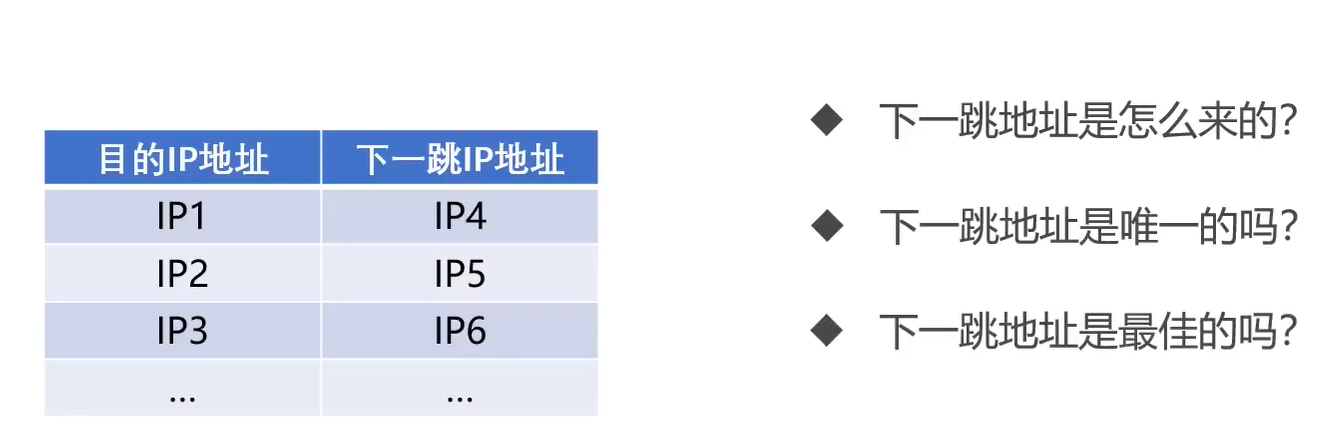 目的IP地址 下一跳IP地址
IP1 IP4
IP2 IP5
IP3 IP6
... ...
◆ 下一跳地址是怎么来的?
◆ 下一跳地址是唯一的吗?
◆ 下一跳地址是最佳的吗?